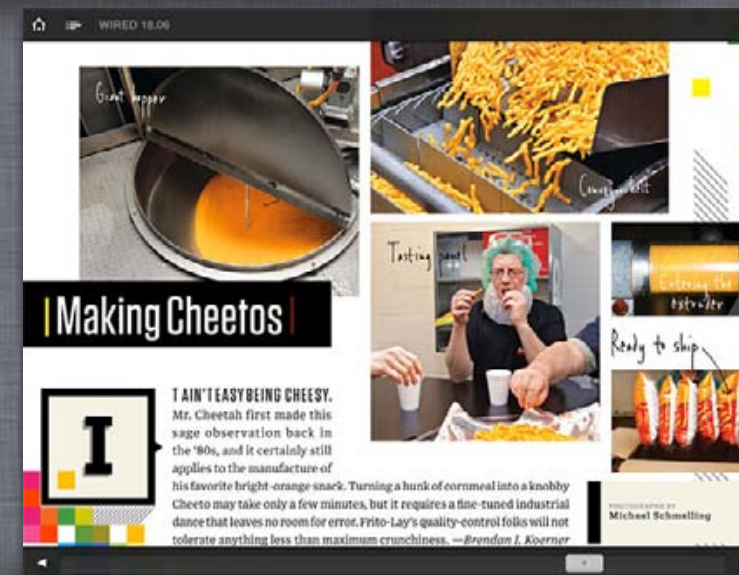 WIRED 18.06
Giant hopper
Conveyor belt
Tasting panel
Entering the
extruder
Ready to ship
Making Cheetos
IT AIN'T EASY BEING CHEESY.
Mr. Cheetah first made this
sage observation back in
the ’80s, and it certainly still
applies to the manufacture of
his favorite bright-orange snack. Turning a hunk of cornmeal into a knobby
Cheeto may take only a few minutes, but it requires a fine-tuned industrial
dance that leaves no room for error. Frito-Lay’s quality-control folks will not
tolerate anything less than maximum crunchiness. —Brendan I. Koerner
PHOTOGRAPHS BY
Michael Schmelling